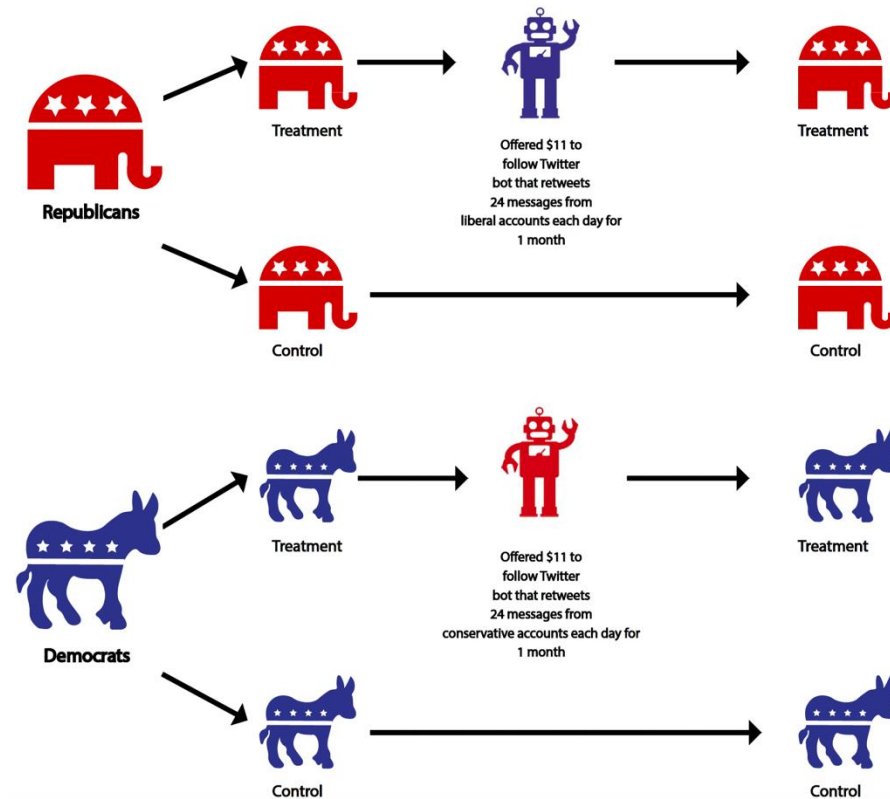 Republicans
Treatment
Offered $11 to
follow Twitter
bot that retweets
24 messages from
liberal accounts each day for
1 month
Treatment
Control
Control
Democrats
Treatment
Offered $11 to
follow Twitter
bot that retweets
24 messages from
conservative accounts each day for
1 month
Treatment
Control
Control